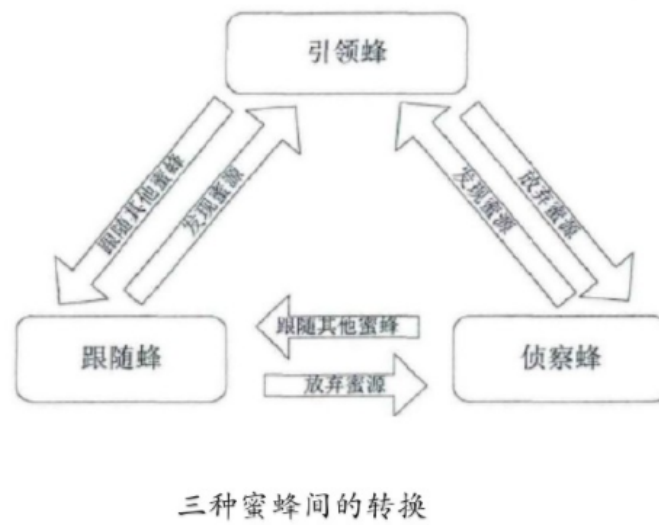 引领蜂
跟随其他蜜蜂
发现蜜源
发现蜜源
放弃蜜源
跟随其他蜜蜂
跟随蜂
侦察蜂
放弃蜜源
三种蜜蜂间的转换